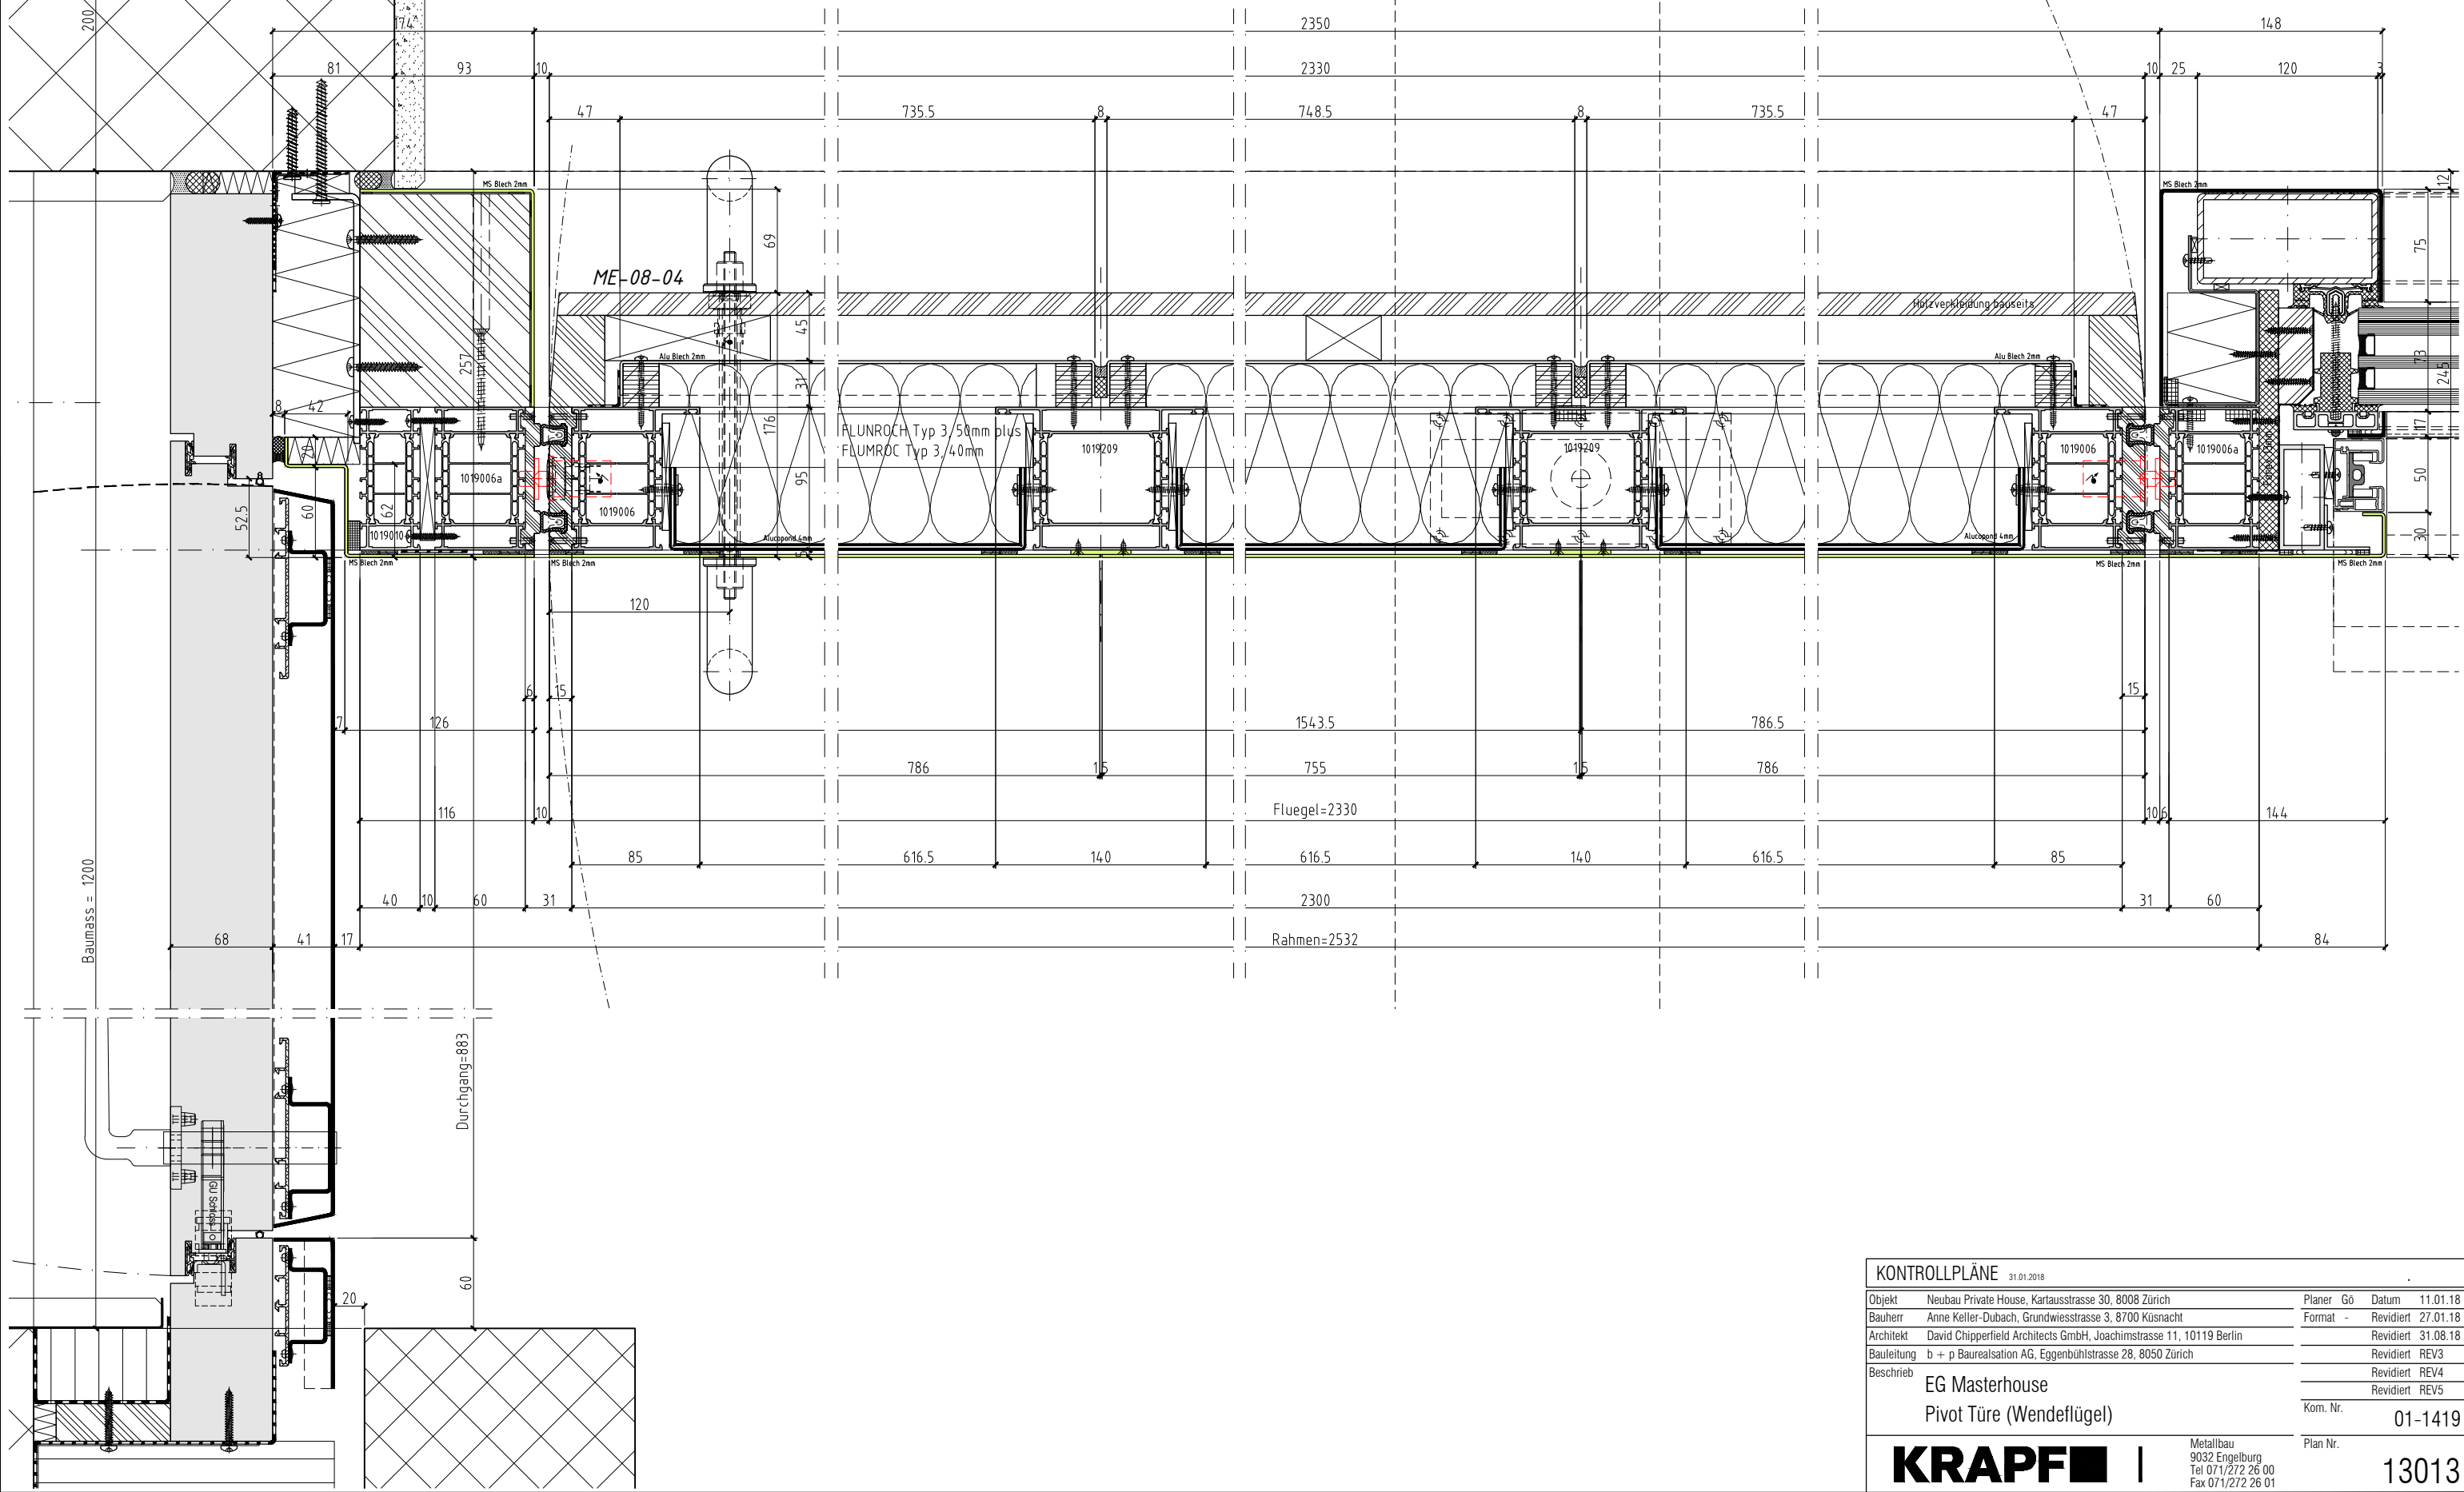 200
174
2350
148
81
93
10
2330
10
25
120
3
47
735.5
8
748.5
8
735.5
47
MS Blech 2mm
MS Blech 2mm
12
69
75
ME-08-04
Holzverkleidung bauseits
45
Alu Blech 2mm
Alu Blech 2mm
257
31
73
245
8
42
176
17
FLUNROCH Typ 3, 50mm plus
FLUMROC Typ 3, 40mm
20
1019006a
1019209
1019209
1019006
1019006a
95
50
52.5
60
62
1019006
1019010
Alucopond 4mm
Alucopond 4mm
5
30
MS Blech 2mm
MS Blech 2mm
MS Blech 2mm
MS Blech 2mm
120
6
15
15
7
126
1543.5
786.5
786
1.5
755
1.5
786
116
10
Fluegel=2330
10
6
144
85
616.5
140
616.5
140
616.5
85
40
10
60
31
2300
31
60
Baumass = 1200
68
41
17
Rahmen=2532
84
Durchgang=883
GU Schloss
60
20
KONTROLLPLÄNE 31.01.2018
Objekt Neubau Private House, Kartausstrasse 30, 8008 Zürich Planer Gö Datum 11.01.18
Bauherr Anne Keller-Dubach, Grundwiesstrasse 3, 8700 Küsnacht Format - Revidiert 27.01.18
Architekt David Chipperfield Architects GmbH, Joachimstrasse 11, 10119 Berlin Revidiert 31.08.18
Bauleitung b + p Baurealsation AG, Eggenbühlstrasse 28, 8050 Zürich Revidiert REV3
Beschrieb Revidiert REV4
EG Masterhouse Revidiert REV5
Pivot Türe (Wendeflügel) Kom. Nr. 01-1419
KRAPF
Metallbau
9032 Engelburg
Tel 071/272 26 00
Fax 071/272 26 01
Plan Nr.
13013